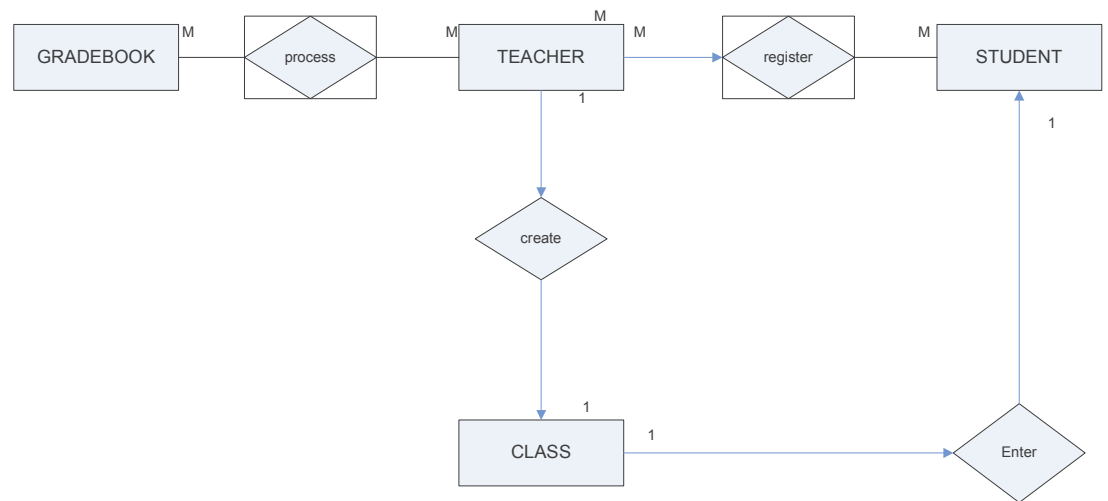 M
M M M M
GRADEBOOK process TEACHER register STUDENT
1
1
create
1
1
CLASS Enter